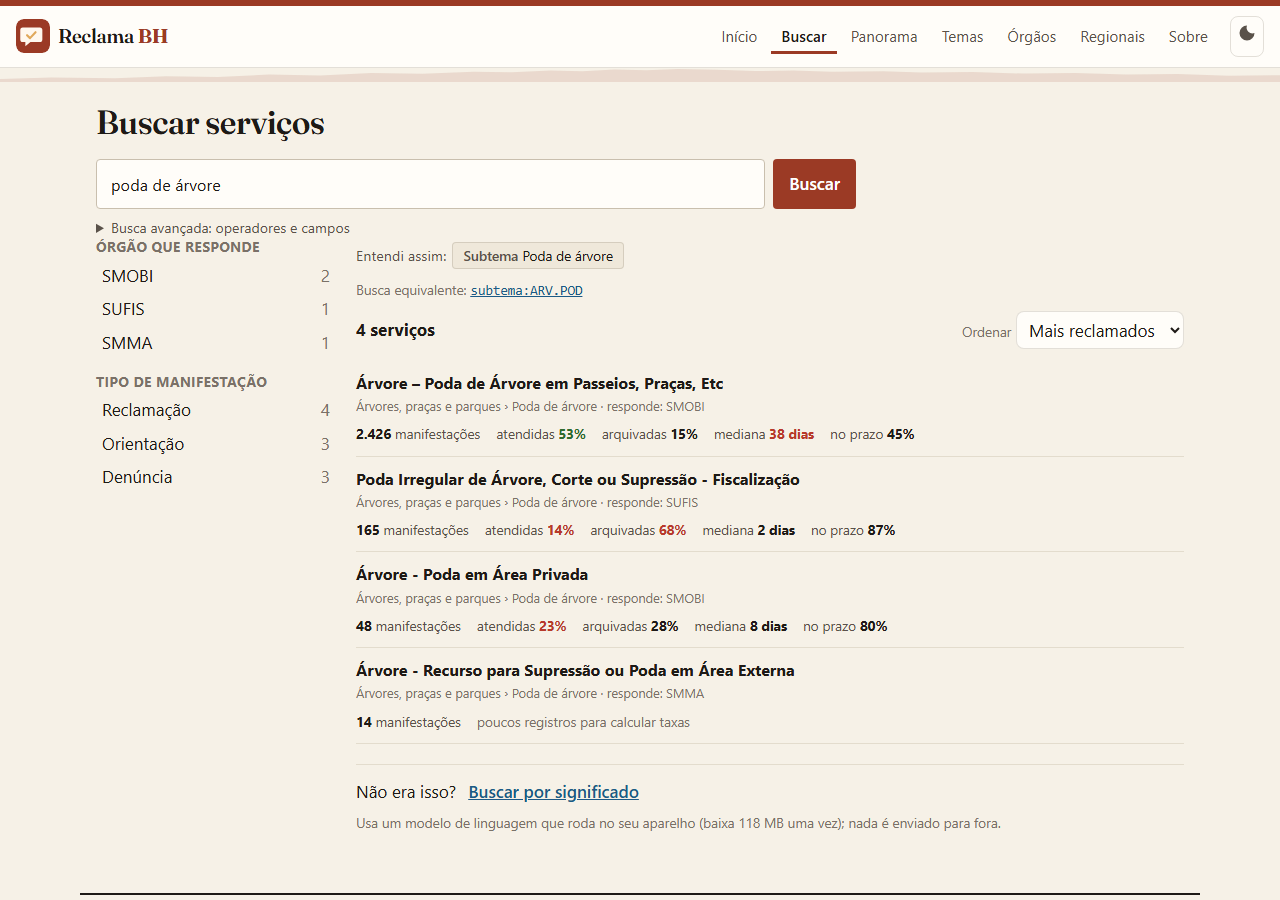 Reclama BH
Início Buscar Panorama Temas Órgãos Regionais Sobre
Buscar serviços
poda de árvore
Buscar
Busca avançada: operadores e campos
ÓRGÃO QUE RESPONDE
SMOBI 2
SUFIS 1
SMMA 1
TIPO DE MANIFESTAÇÃO
Reclamação 4
Orientação 3
Denúncia 3
Entendi assim: Subtema Poda de árvore
Busca equivalente: subtema:ARV.POD
4 serviços
Ordenar Mais reclamados
Árvore – Poda de Árvore em Passeios, Praças, Etc
Árvores, praças e parques › Poda de árvore · responde: SMOBI
2.426 manifestações atendidas 53% arquivadas 15% mediana 38 dias no prazo 45%
Poda Irregular de Árvore, Corte ou Supressão - Fiscalização
Árvores, praças e parques › Poda de árvore · responde: SUFIS
165 manifestações atendidas 14% arquivadas 68% mediana 2 dias no prazo 87%
Árvore - Poda em Área Privada
Árvores, praças e parques › Poda de árvore · responde: SMOBI
48 manifestações atendidas 23% arquivadas 28% mediana 8 dias no prazo 80%
Árvore - Recurso para Supressão ou Poda em Área Externa
Árvores, praças e parques › Poda de árvore · responde: SMMA
14 manifestações poucos registros para calcular taxas
Não era isso? Buscar por significado
Usa um modelo de linguagem que roda no seu aparelho (baixa 118 MB uma vez); nada é enviado para fora.